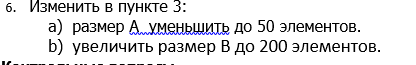 6. Изменить в пункте 3:
a) размер А уменьшить до 50 элементов.
b) увеличить размер В до 200 элементов.